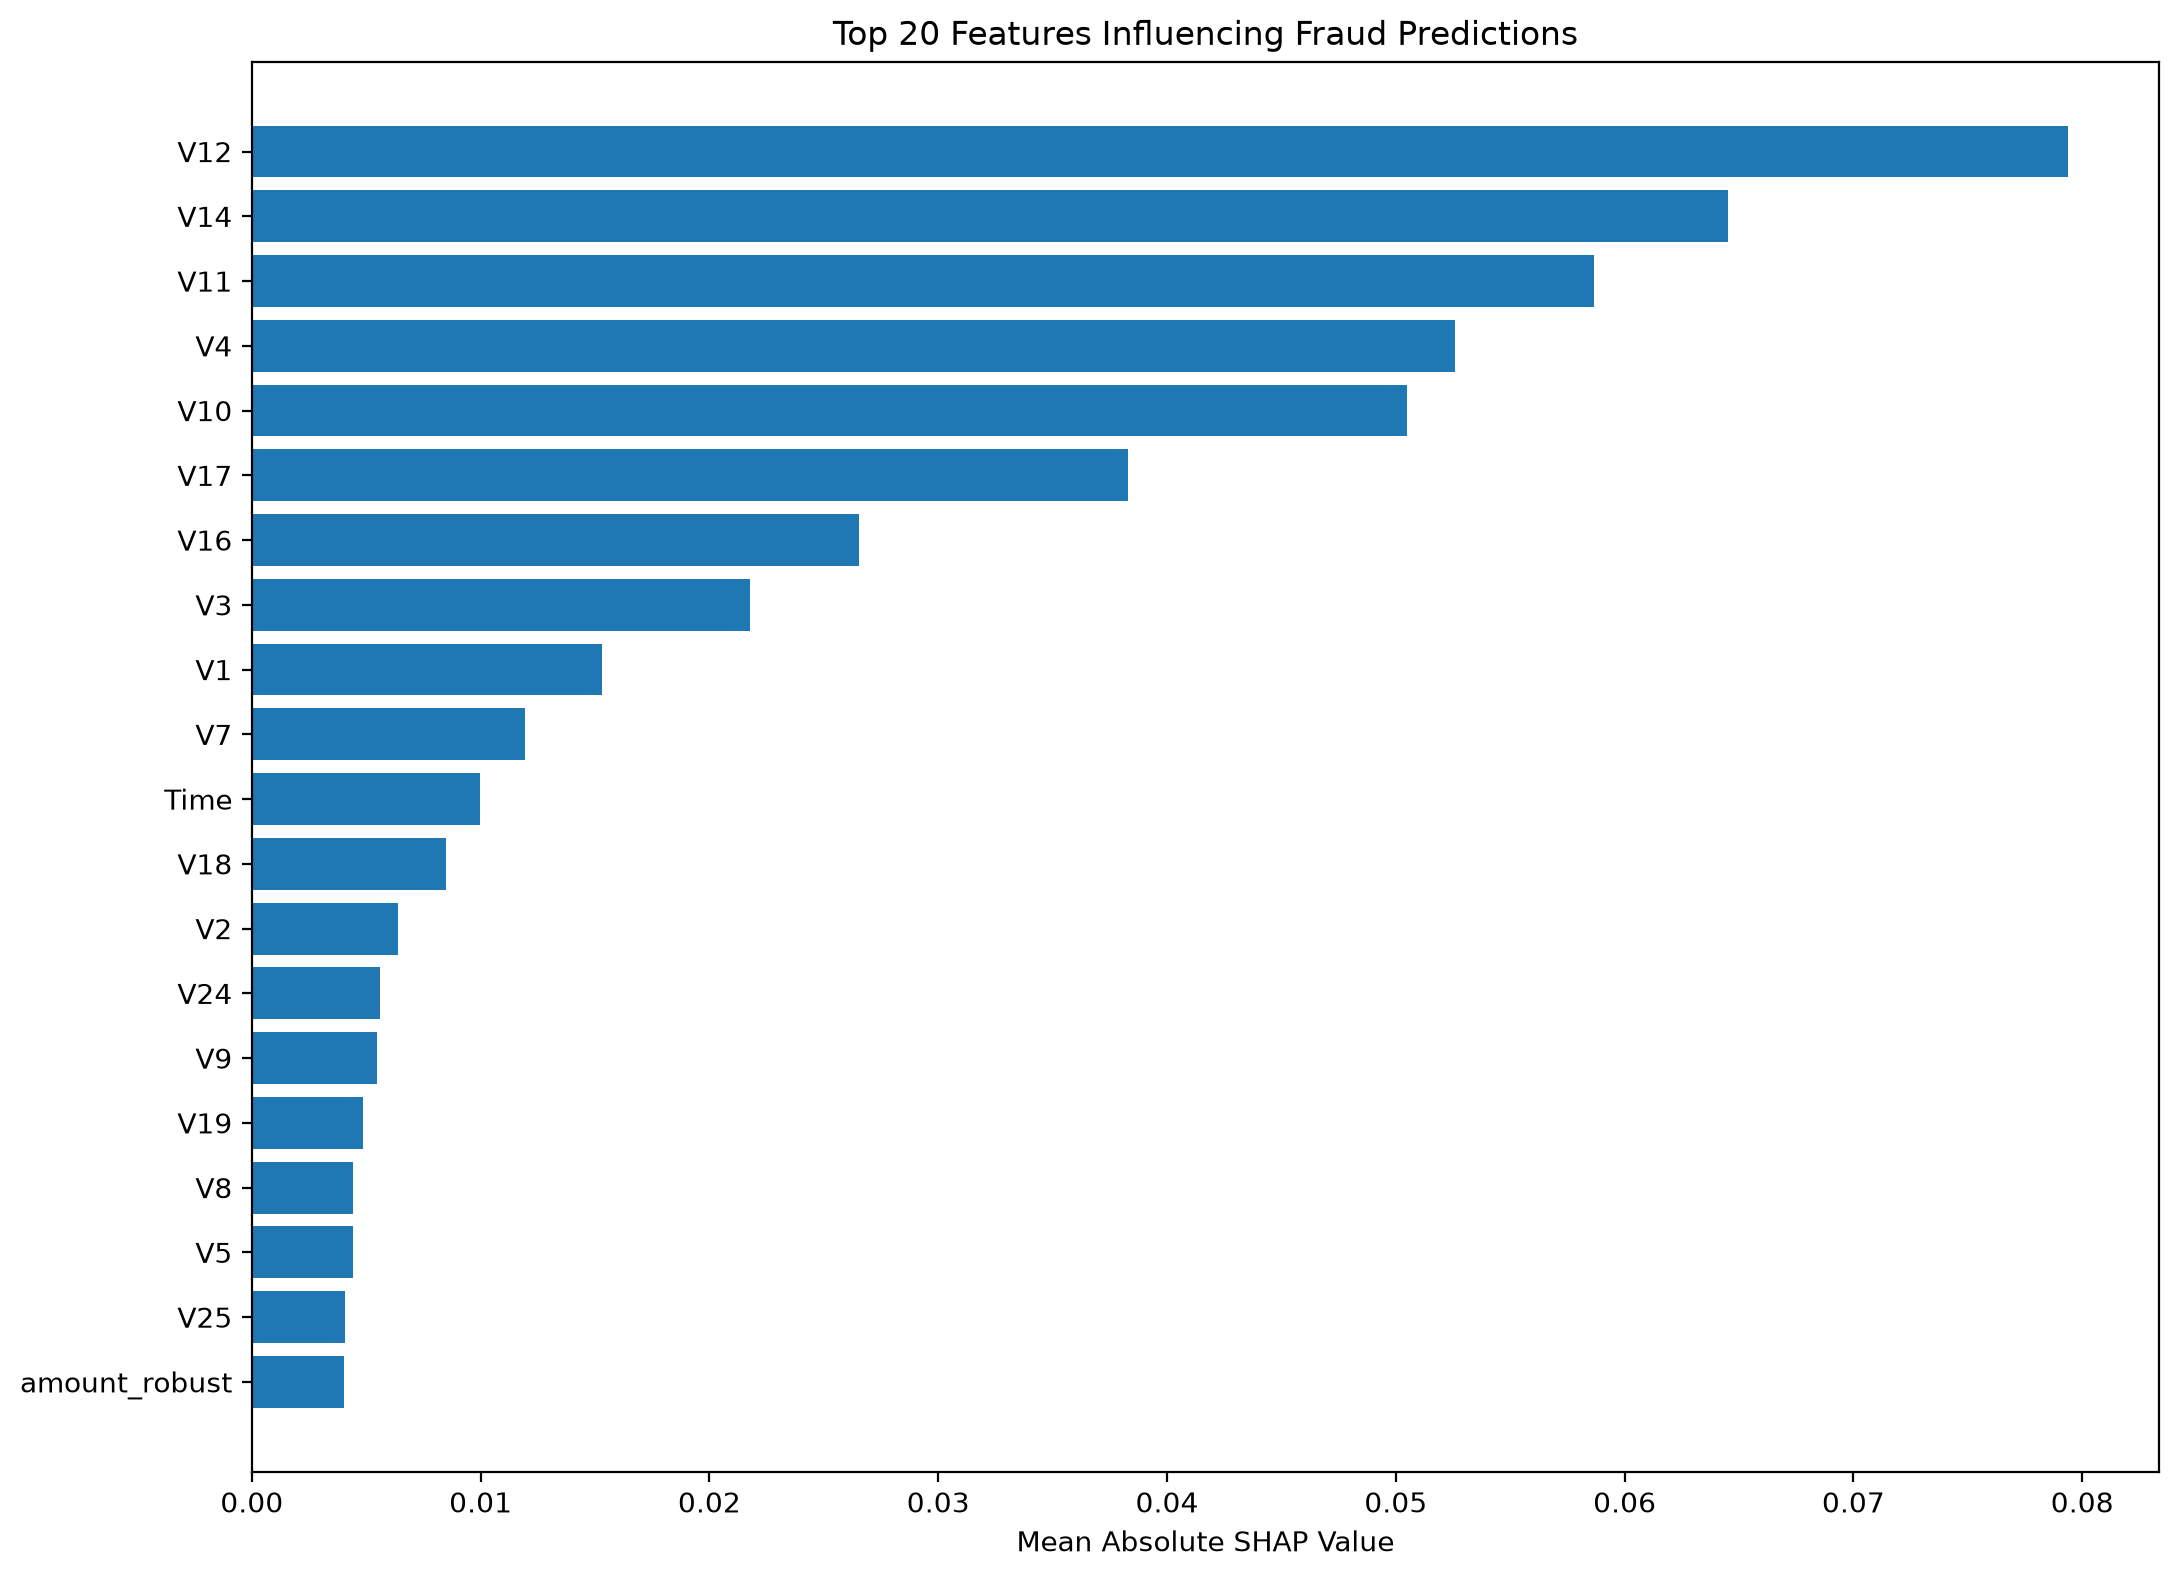 Top 20 Features Influencing Fraud Predictions
V12
V14
V11
V4
V10
V17
V16
V3
V1
V7
Time
V18
V2
V24
V9
V19
V8
V5
V25
amount_robust
0.00 0.01 0.02 0.03 0.04 0.05 0.06 0.07 0.08
Mean Absolute SHAP Value